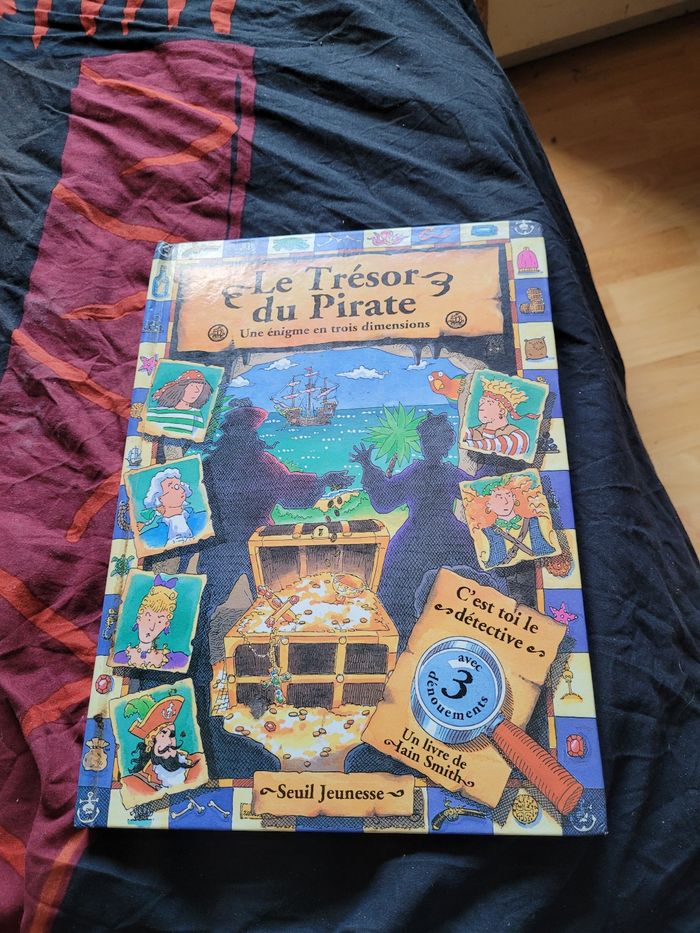 Le Trésor
du Pirate
Une énigme en trois dimensions
C'est toi le
détective
avec
3
dénouements
Un livre de
Iain Smith
Seuil Jeunesse